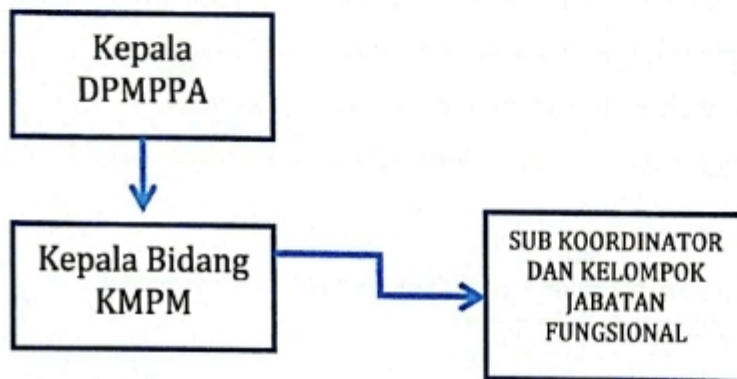 Kepala
DPMPPA
Kepala Bidang
KMPM
SUB KOORDINATOR
DAN KELOMPOK
JABATAN
FUNGSIONAL